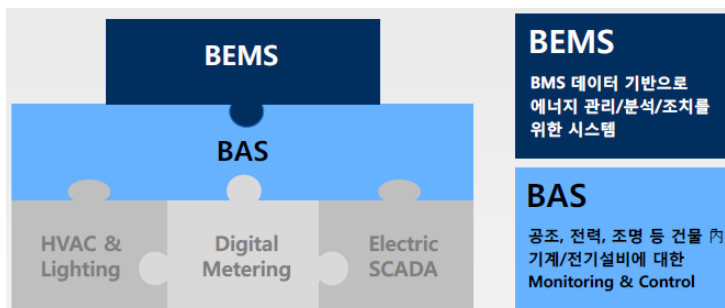 BEMS
BAS
HVAC &
Lighting
Digital
Metering
Electric
SCADA
BEMS
BMS 데이터 기반으로
에너지 관리/분석/조치를
위한 시스템
BAS
공조, 전력, 조명 등 건물 內
기계/전기설비에 대한
Monitoring & Control